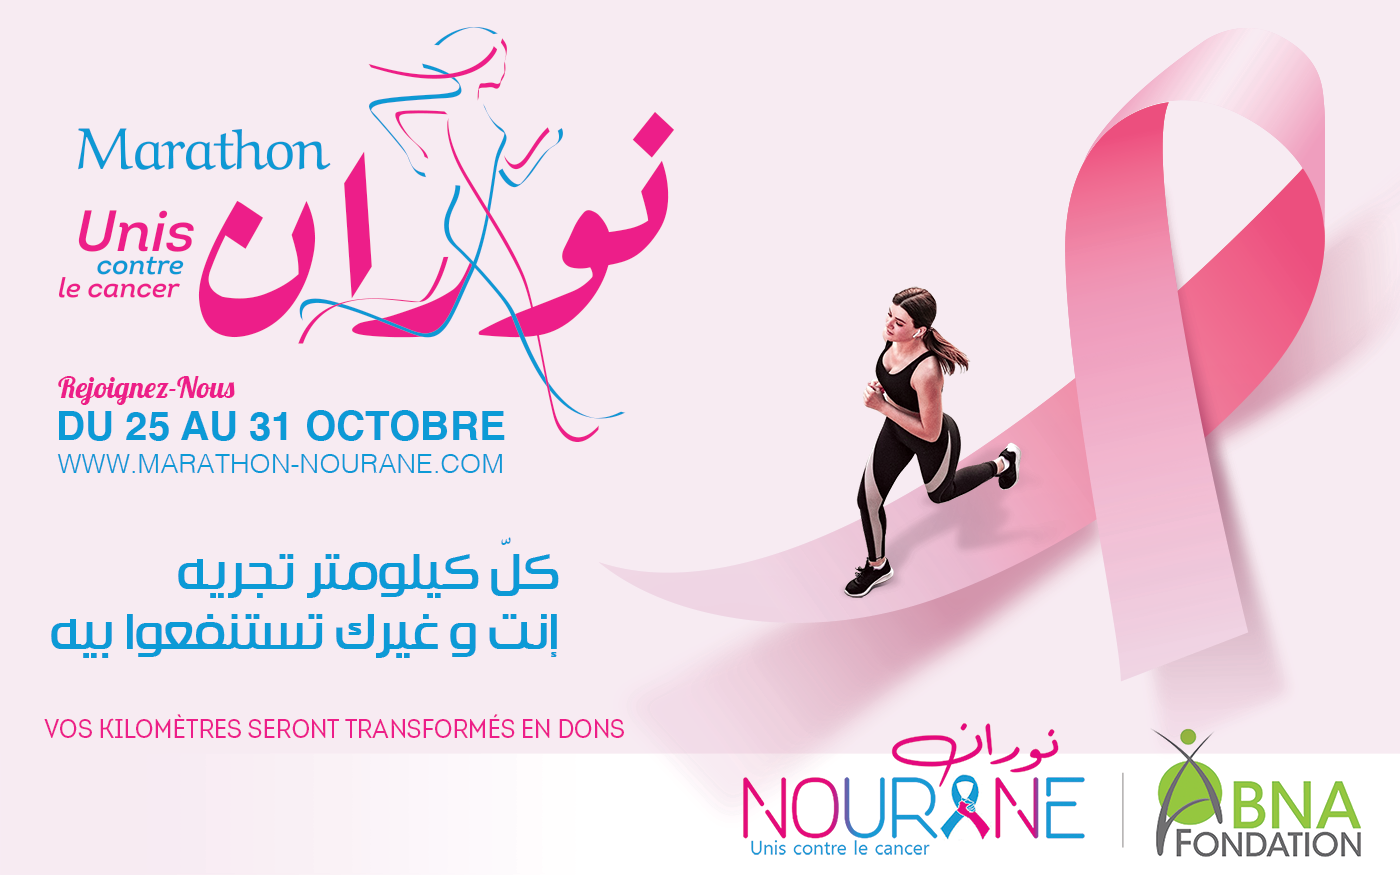 Marathon
نوران
Unis
contre
le cancer
Rejoignez-Nous
DU 25 AU 31 OCTOBRE
WWW.MARATHON-NOURANE.COM
كلّ كيلومتر تجريه
إنت و غيرك تستنفعوا بيه
VOS KILOMÈTRES SERONT TRANSFORMÉS EN DONS
نوران
NOURANE
Unis contre le cancer
BNA
FONDATION